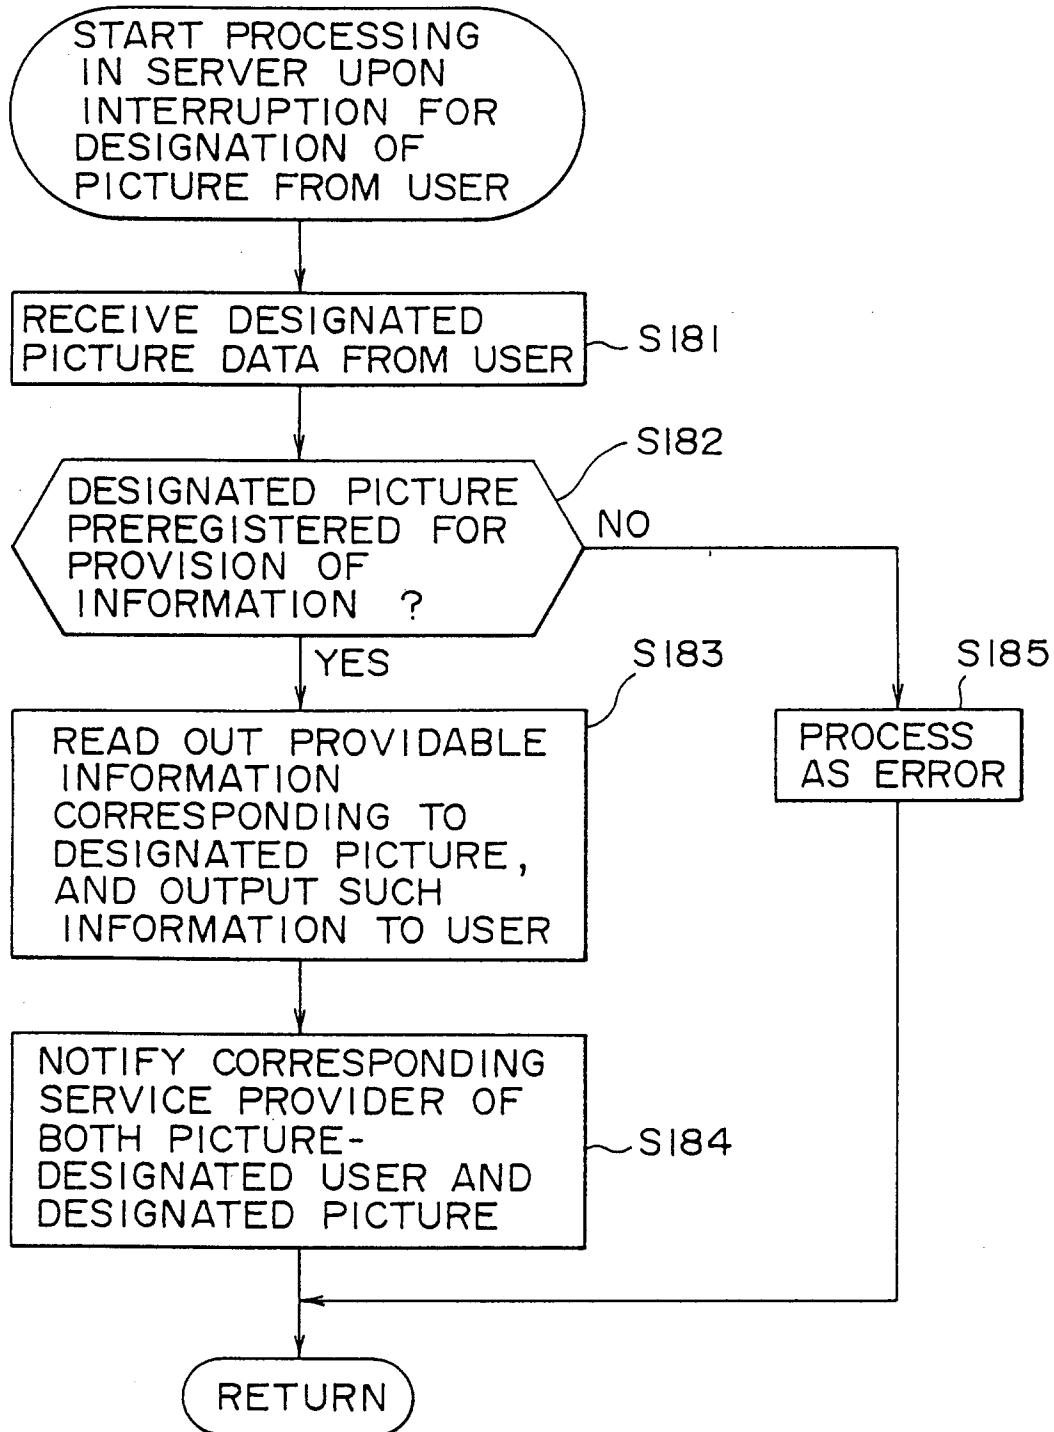 START PROCESSING
IN SERVER UPON
INTERRUPTION FOR
DESIGNATION OF
PICTURE FROM USER
RECEIVE DESIGNATED
PICTURE DATA FROM USER
S181
S182
DESIGNATED PICTURE
PREREGISTERED FOR
PROVISION OF
INFORMATION ?
NO
YES
S183
S185
READ OUT PROVIDABLE
INFORMATION
CORRESPONDING TO
DESIGNATED PICTURE,
AND OUTPUT SUCH
INFORMATION TO USER
PROCESS
AS ERROR
NOTIFY CORRESPONDING
SERVICE PROVIDER OF
BOTH PICTURE-
DESIGNATED USER AND
DESIGNATED PICTURE
S184
RETURN